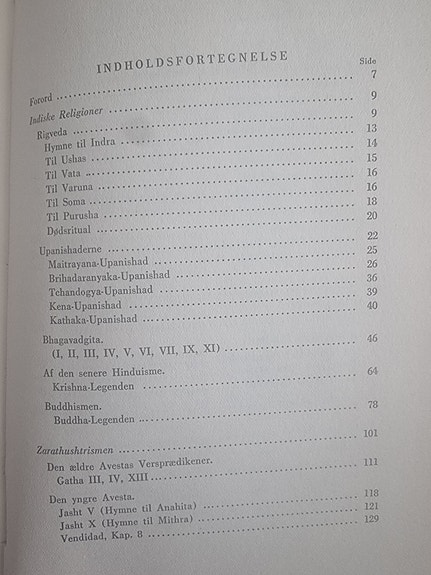 INDHOLDSFORTEGNELSE
Side
Forord 7
Indiske Religioner 9
Rigveda 9
Hymne til Indra 13
Til Ushas 14
Til Vata 15
Til Varuna 16
Til Soma 16
Til Purusha 18
Dødsritual 20
Upanishaderne 22
Maitrayana-Upanishad 25
Brihadaranyaka-Upanishad 26
Tchandogya-Upanishad 36
Kena-Upanishad 39
Kathaka-Upanishad 40
Bhagavadgita.
(I, II, III, IV, V, VI, VII, IX, XI) 46
Af den senere Hinduisme.
Krishna-Legenden 64
Buddhismen.
Buddha-Legenden 78
Zarathushtrismen 101
Den ældre Avestas Versprædikener.
Gatha III, IV, XIII 111
Den yngre Avesta.
Jasht V (Hymne til Anahita) 118
Jasht X (Hymne til Mithra) 121
Vendidad, Kap. 8 129